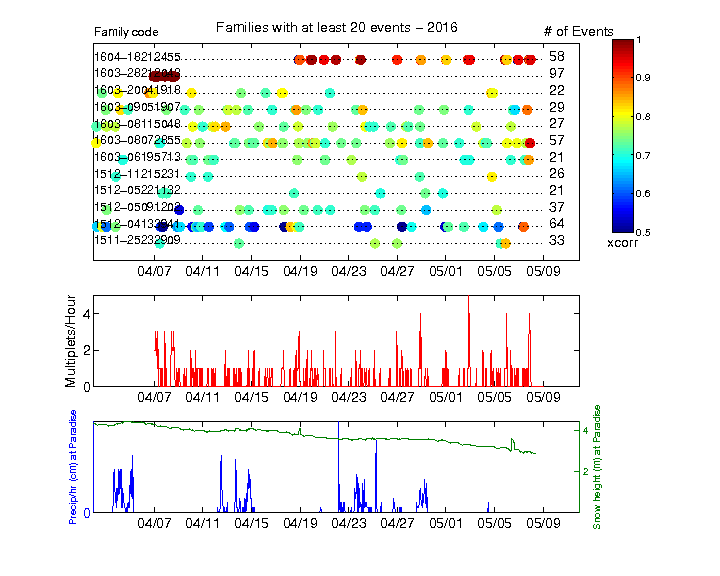 Families with at least 20 events – 2016
Family code
# of Events
1604–18212455 58
1603–28212042 97
1603–20041918 22
1603–09051907 29
1603–08115048 27
1603–08072855 57
1603–06195713 21
1512–11215231 26
1512–05221132 21
1512–05091202 37
1512–04132241 64
1511–25232909 33
04/07 04/11 04/15 04/19 04/23 04/27 05/01 05/05 05/09
1
0.9
0.8
0.7
0.6
0.5
xcorr
Multiplets/Hour
4
2
0
04/07 04/11 04/15 04/19 04/23 04/27 05/01 05/05 05/09
Precip/hr (cm) at Paradise
0
4
2
Snow height (m) at Paradise
04/07 04/11 04/15 04/19 04/23 04/27 05/01 05/05 05/09